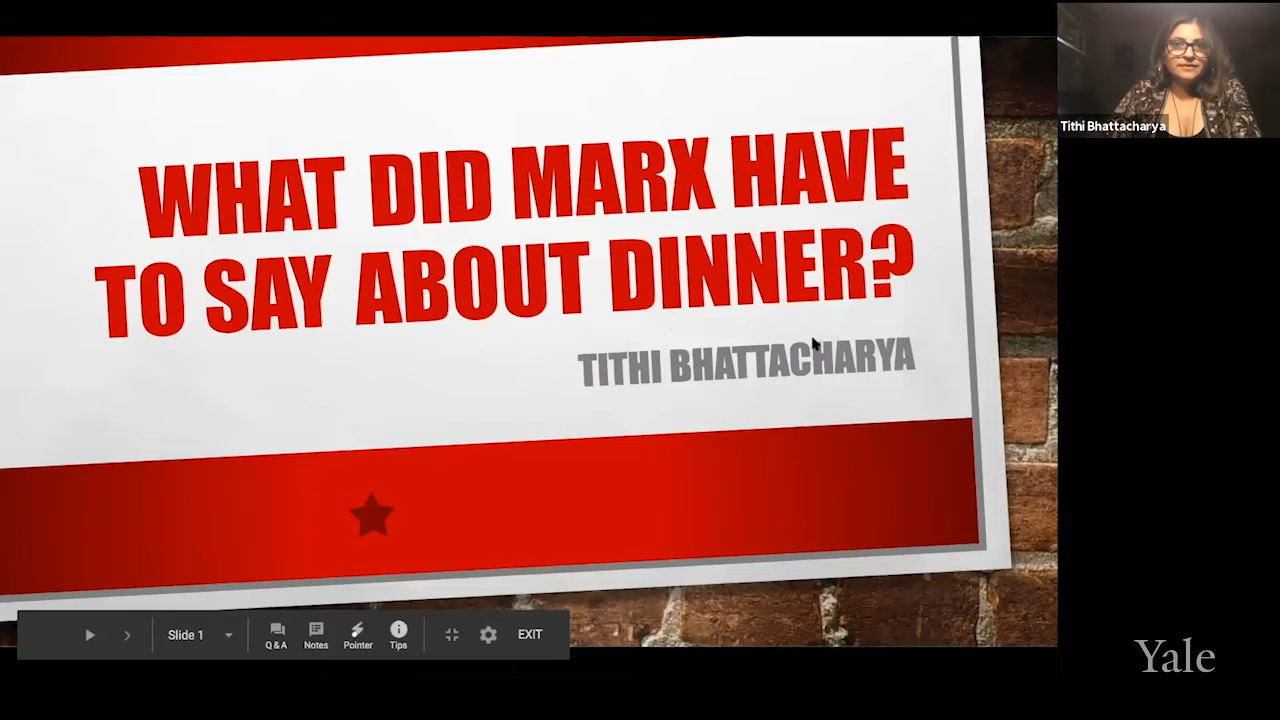 WHAT DID MARX HAVE
TO SAY ABOUT DINNER?
TITHI BHATTACHARYA
Tithi Bhattacharya
Slide 1
Q & A
Notes
Pointer
Tips
EXIT
Yale